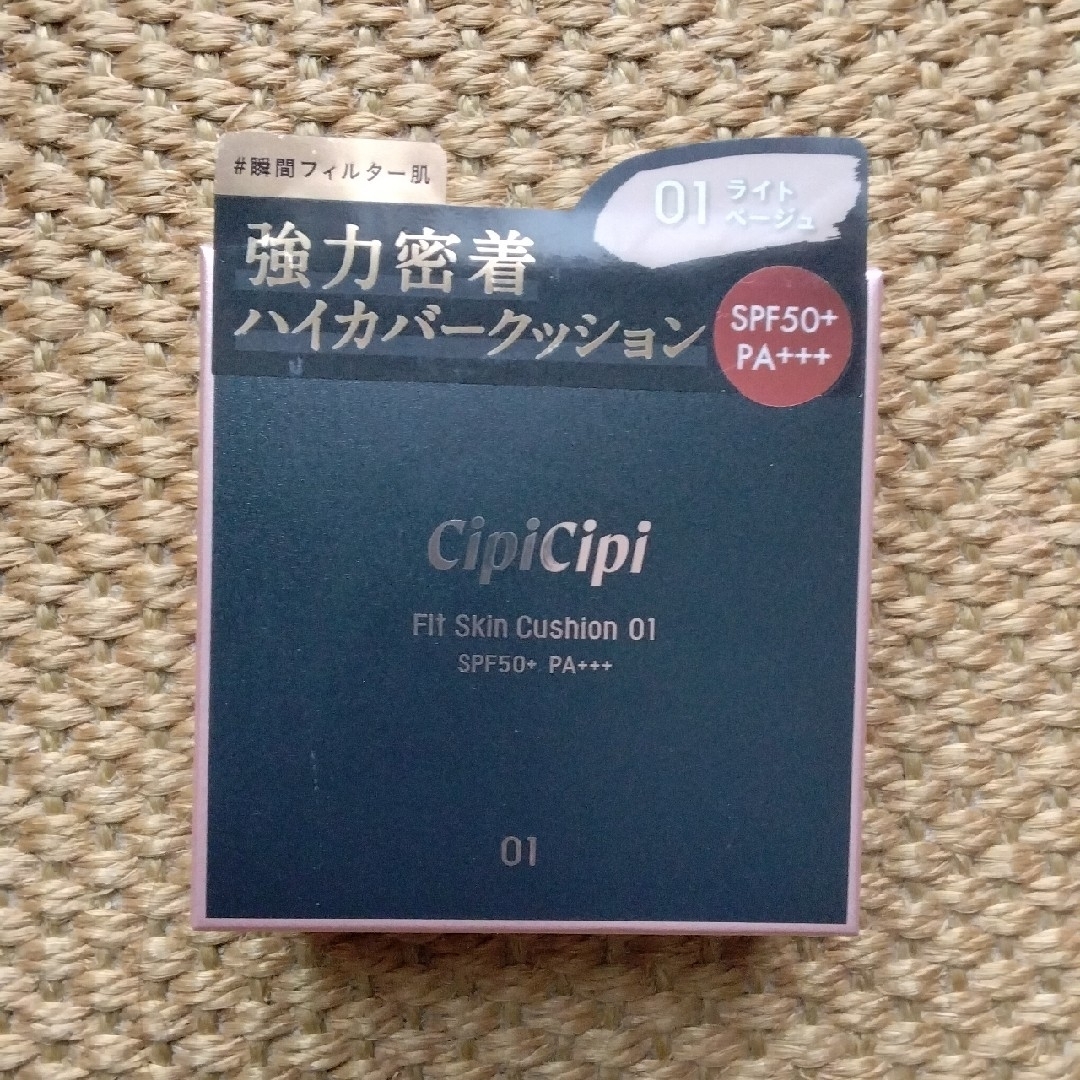 #瞬間フィルター肌
01 ライト
ベージュ
強力密着
ハイカバークッション
SPF50+
PA+++
CipiCipi
Fit Skin Cushion 01
SPF50+ PA+++
01